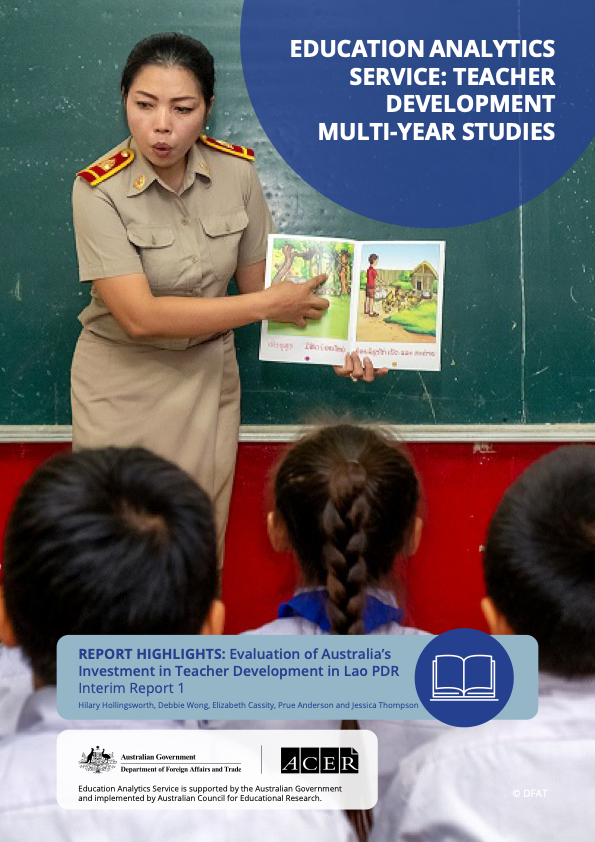 EDUCATION ANALYTICS
SERVICE: TEACHER
DEVELOPMENT
MULTI-YEAR STUDIES
REPORT HIGHLIGHTS: Evaluation of Australia’s
Investment in Teacher Development in Lao PDR
Interim Report 1
Hilary Hollingsworth, Debbie Wong, Elizabeth Cassity, Prue Anderson and Jessica Thompson
Australian Government
Department of Foreign Affairs and Trade
ACER
Education Analytics Service is supported by the Australian Government
and implemented by Australian Council for Educational Research.
© DFAT